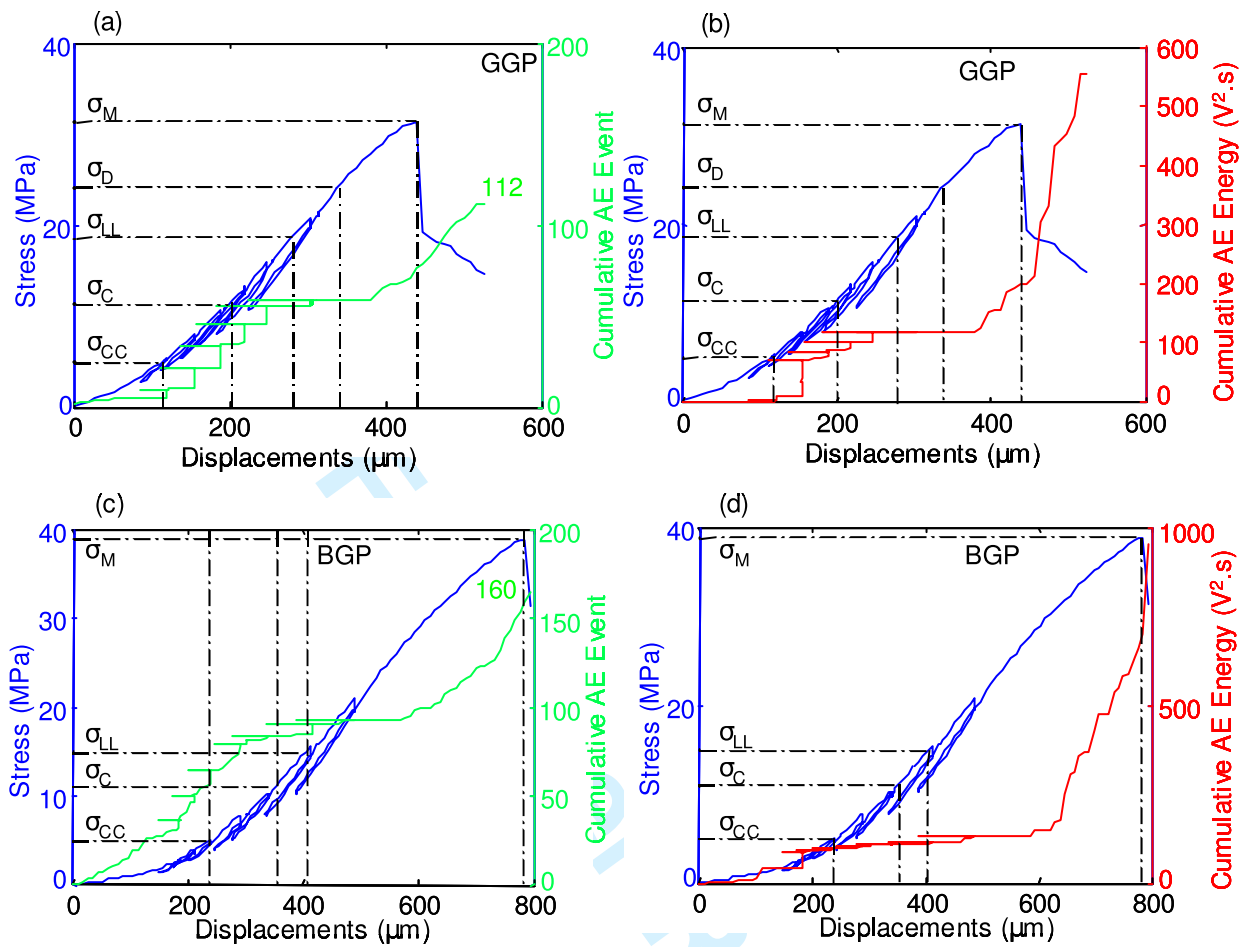 (a)
40
200
GGP
σM
σD
112
20
100
σLL
σC
σCC
0
0
0
200
400
600
Stress (MPa)
Cumulative AE Event
Displacements (μm)
(b)
40
600
GGP
500
σM
400
σD
300
20
σLL
200
σC
100
σCC
0
0
0
200
400
600
Stress (MPa)
Cumulative AE Energy (V².s)
Displacements (μm)
(c)
40
200
σM
BGP
160
150
30
20
100
σLL
σC
10
50
σCC
0
0
0
200
400
600
800
Stress (MPa)
Cumulative AE Event
Displacements (μm)
(d)
40
1000
σM
BGP
20
500
σLL
σC
σCC
0
0
0
200
400
600
800
Stress (MPa)
Cumulative AE Energy (V².s)
Displacements (μm)